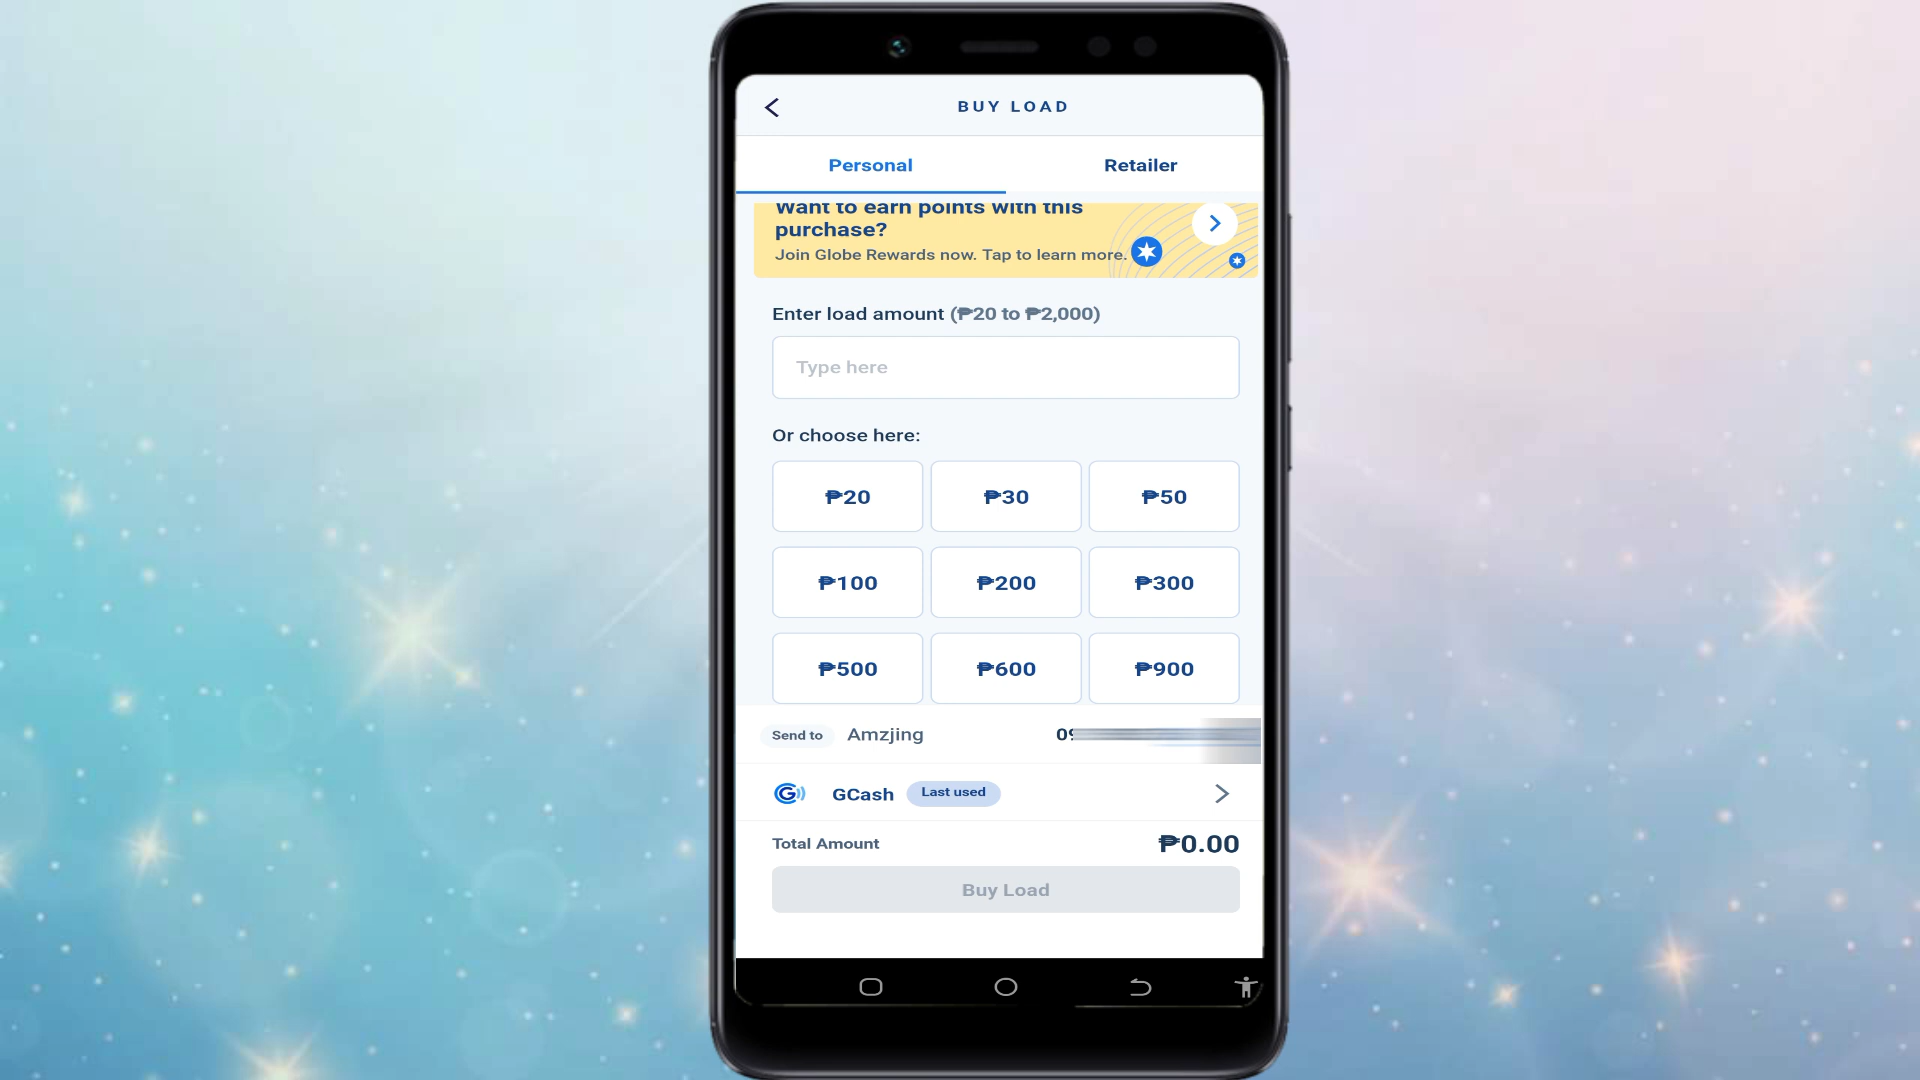 BUY LOAD
Personal
Retailer
Want to earn points with this
purchase?
Join Globe Rewards now. Tap to learn more.
Enter load amount (₱20 to ₱2,000)
Type here
Or choose here:
₱20
₱30
₱50
₱100
₱200
₱300
₱500
₱600
₱900
Send to
Amzjing
GCash
Last used
Total Amount
₱0.00
Buy Load